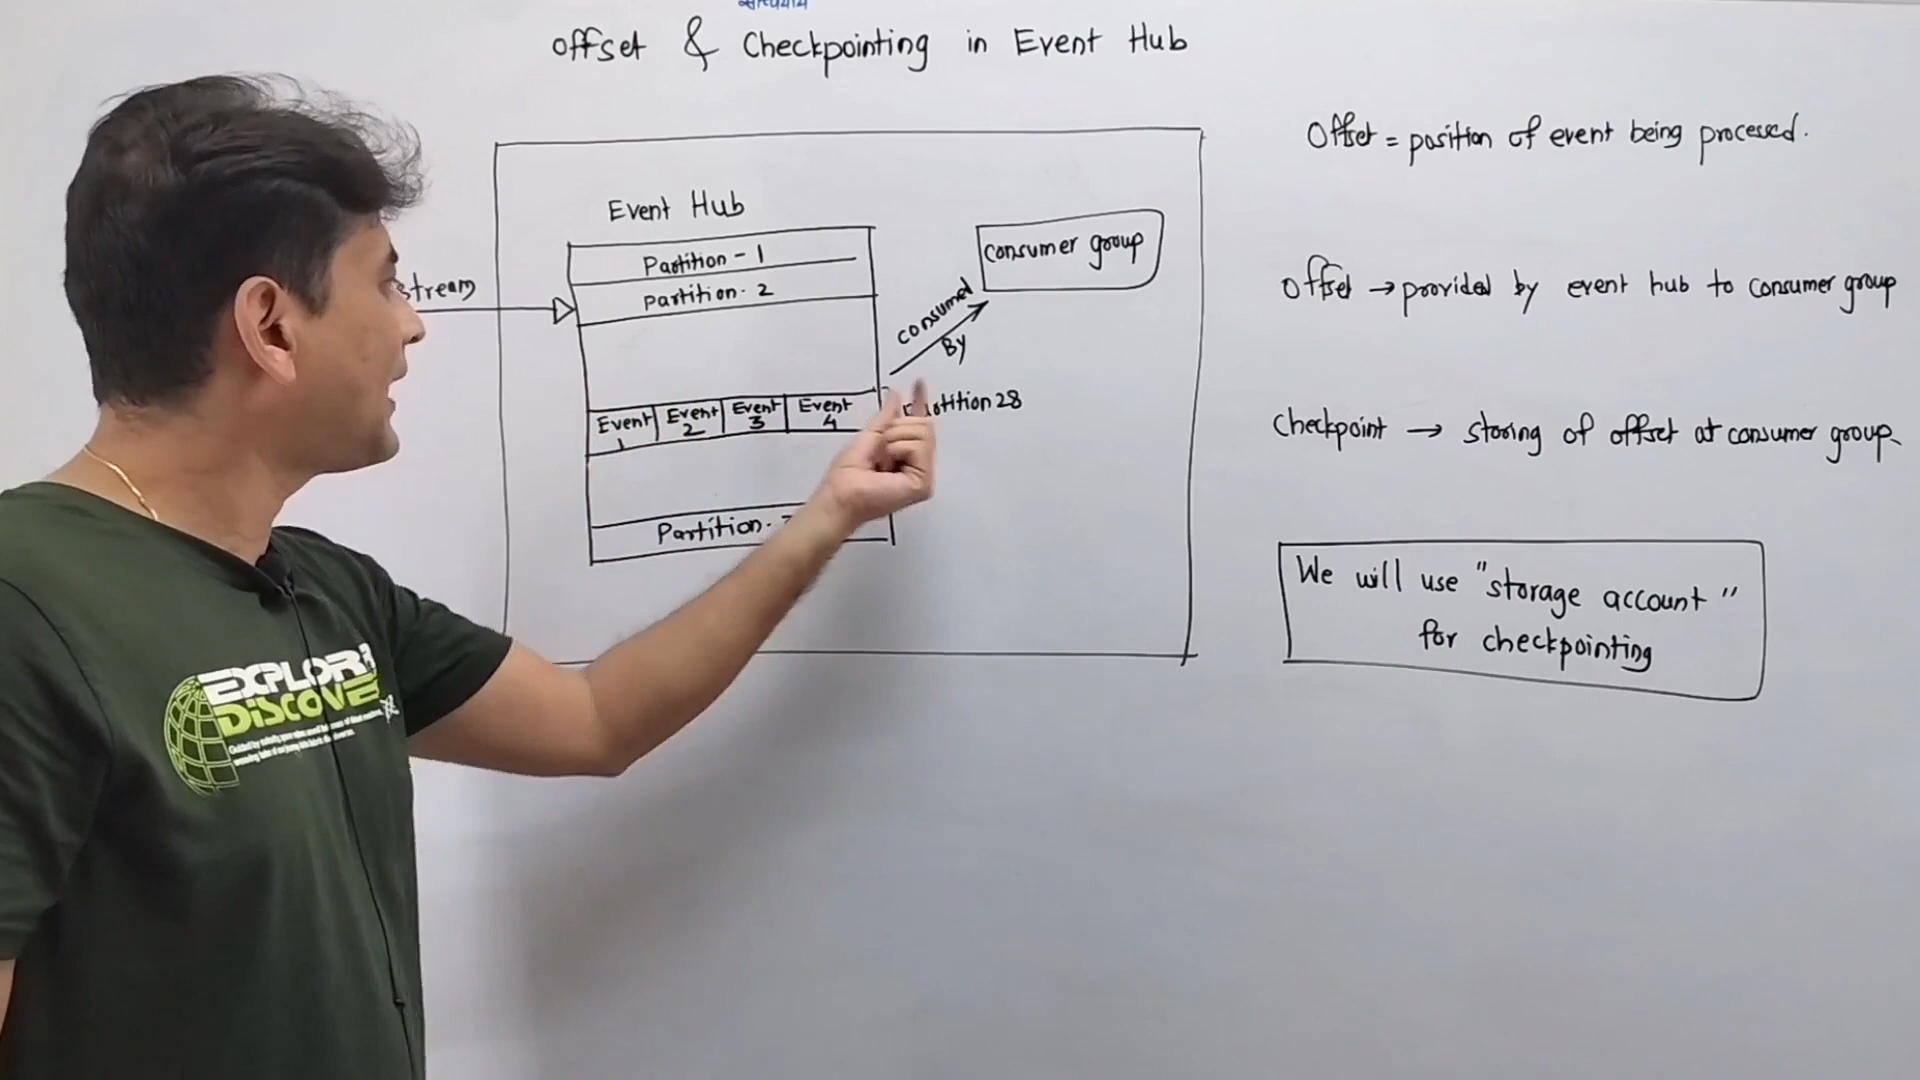 offset & Checkpointing in Event Hub
Event Hub
Partition - 1
Partition - 2
Event 1
Event 2
Event 3
Event 4
Partition 28
Partition -
stream
consumed
By
consumer group
Offset = position of event being processed.
Offset → provided by event hub to consumer group
Checkpoint → storing of offset at consumer group
We will use "storage account"
for checkpointing
EXPLOR
DISCOVE